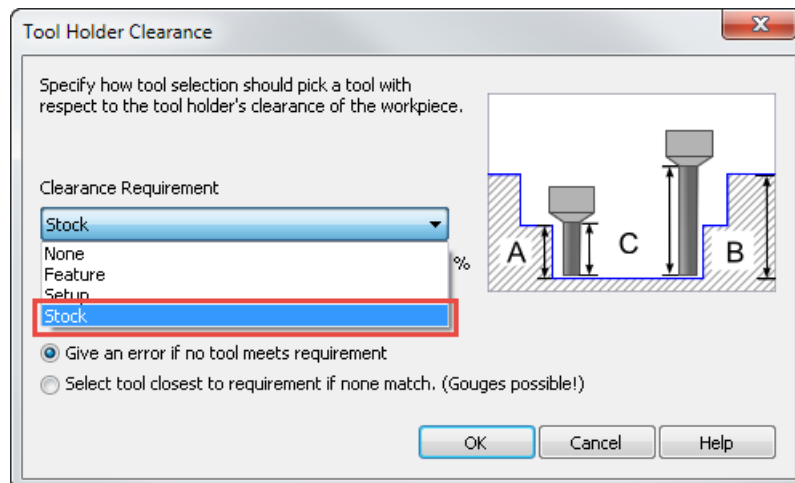 Tool Holder Clearance
Specify how tool selection should pick a tool with
respect to the tool holder's clearance of the workpiece.
Clearance Requirement
Stock
None
Feature
Setup
Stock
%
A
C
B
Give an error if no tool meets requirement
Select tool closest to requirement if none match. (Gouges possible!)
OK
Cancel
Help